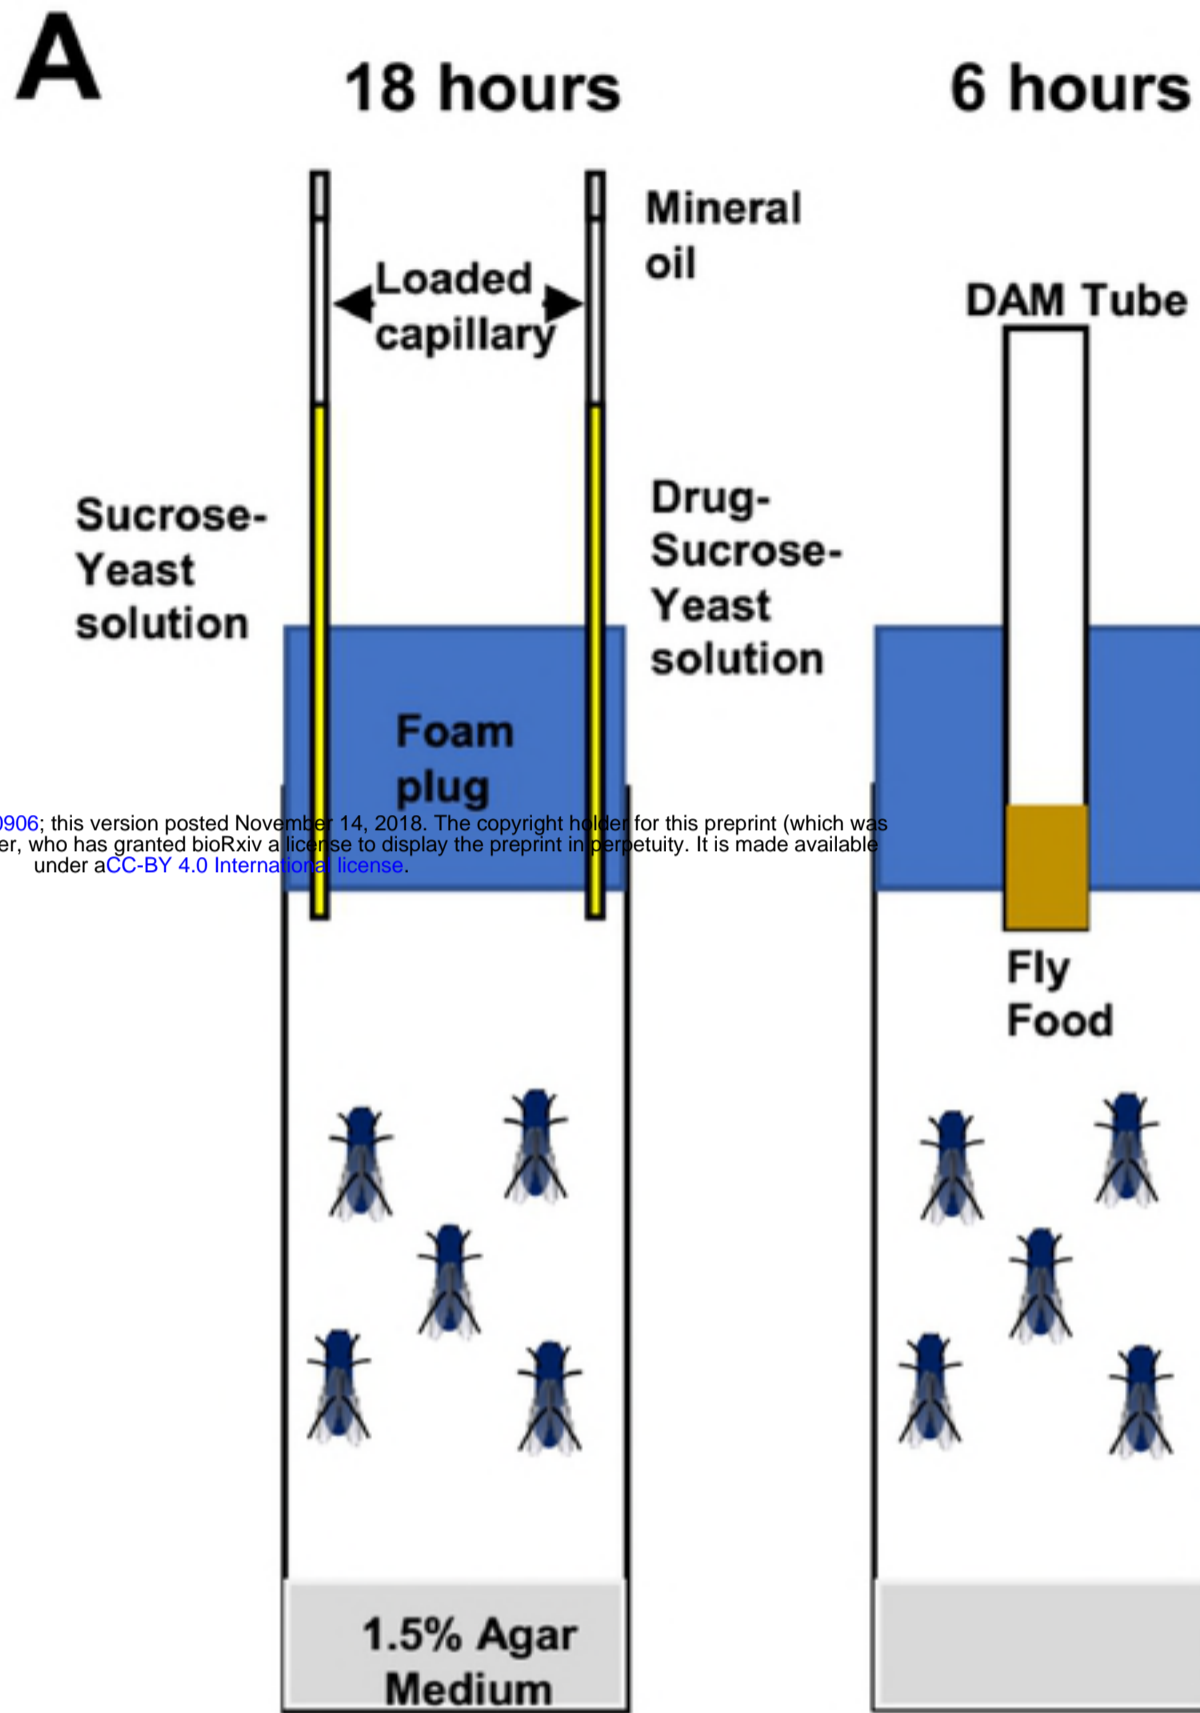 A
18 hours
6 hours
Mineral
oil
Loaded
capillary
DAM Tube
Sucrose-
Yeast
solution
Drug-
Sucrose-
Yeast
solution
Foam
plug
0906; this version posted November 14, 2018. The copyright holder for this preprint (which was
er, who has granted bioRxiv a license to display the preprint in perpetuity. It is made available
under aCC-BY 4.0 International license.
Fly
Food
1.5% Agar
Medium